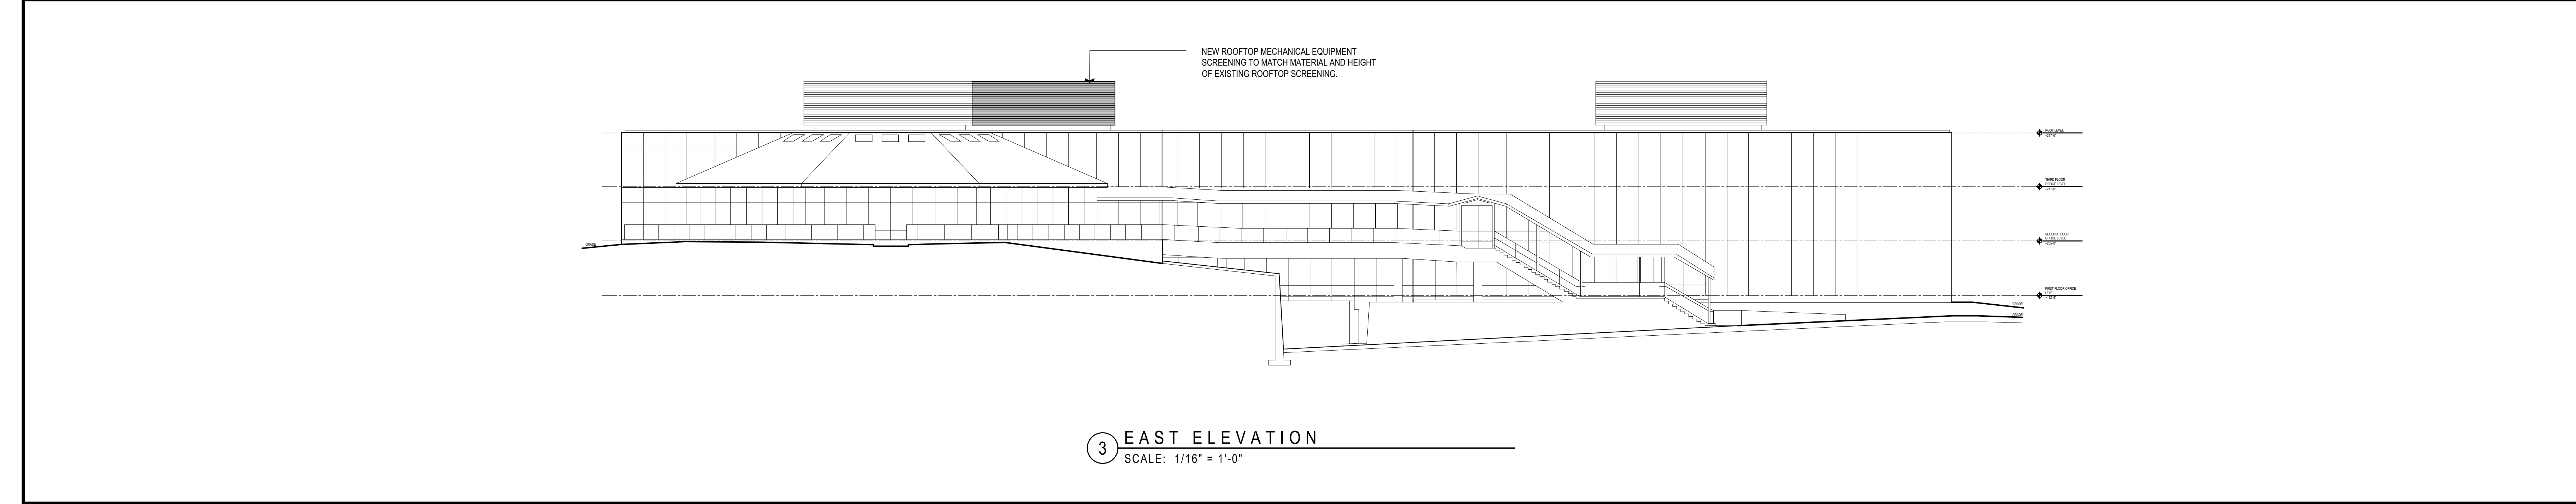 NEW ROOFTOP MECHANICAL EQUIPMENT
SCREENING TO MATCH MATERIAL AND HEIGHT
OF EXISTING ROOFTOP SCREENING.
ROOF LEVEL
THIRD FLOOR
OFFICE LEVEL
SECOND FLOOR
OFFICE LEVEL
GRADE
FIRST FLOOR OFFICE
LEVEL
GRADE
GRADE
3
EAST ELEVATION
SCALE: 1/16" = 1'-0"